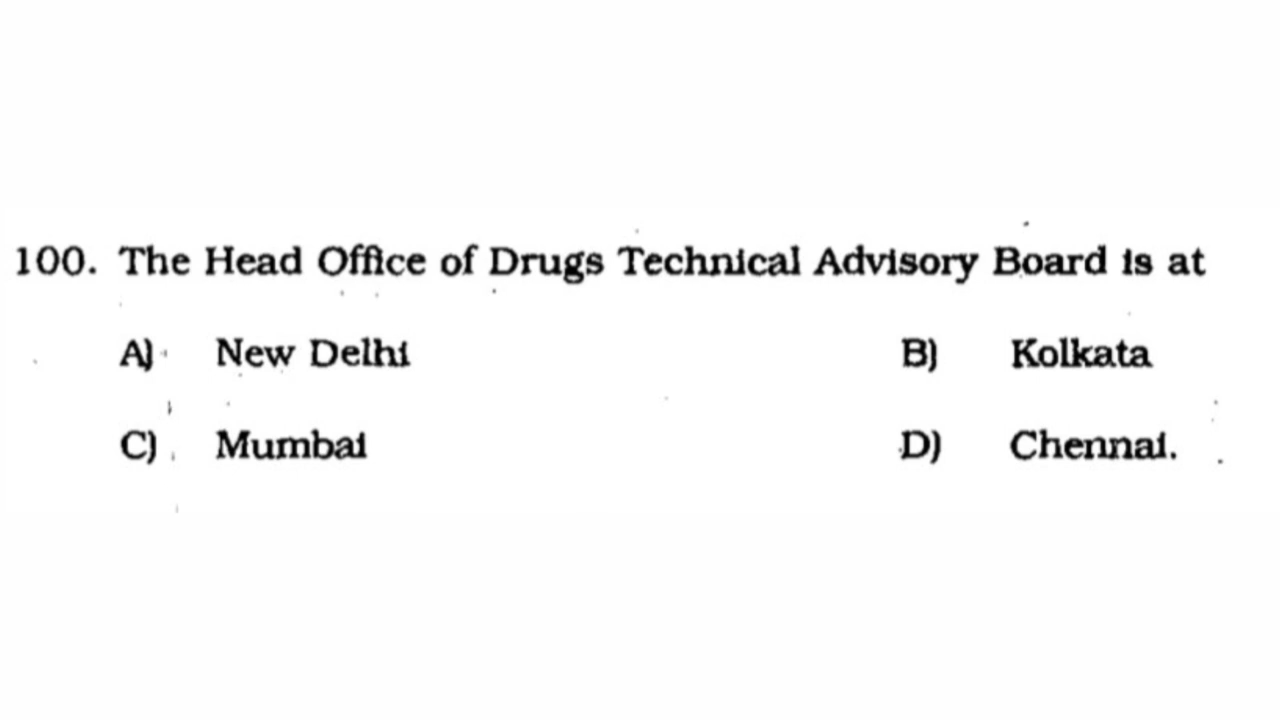 100. The Head Office of Drugs Technical Advisory Board is at
A) New Delhi B) Kolkata
C) Mumbai D) Chennai.